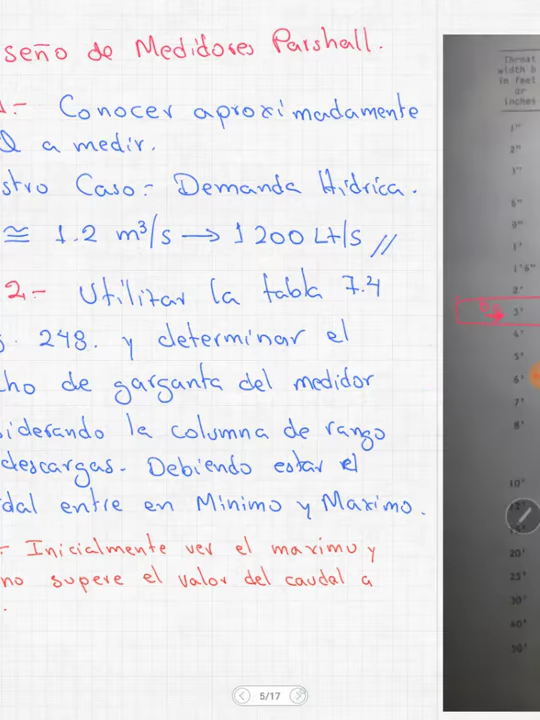 seño de Medidores Parshall.
1.- Conocer aproximadamente
Q a medir.
stro Caso = Demanda Hidrica.
≅ 1.2 m³/s → 1200 Lt/s //
2.- Utilizar la tabla 7.4
248. y determinar el
cho de garganta del medidor
siderando la columna de rango
descargas. Debiendo estar el
dal entre en Minimo y Maximo.
- Inicialmente ver el maximo y
no supere el valor del caudal a
Throat
width b
in feet
or
inches
1"
2"
3"
6"
9"
1'
1'6"
2'
3'
4'
5'
6'
7'
8'
10'
20'
25'
30'
40'
50'
5/17